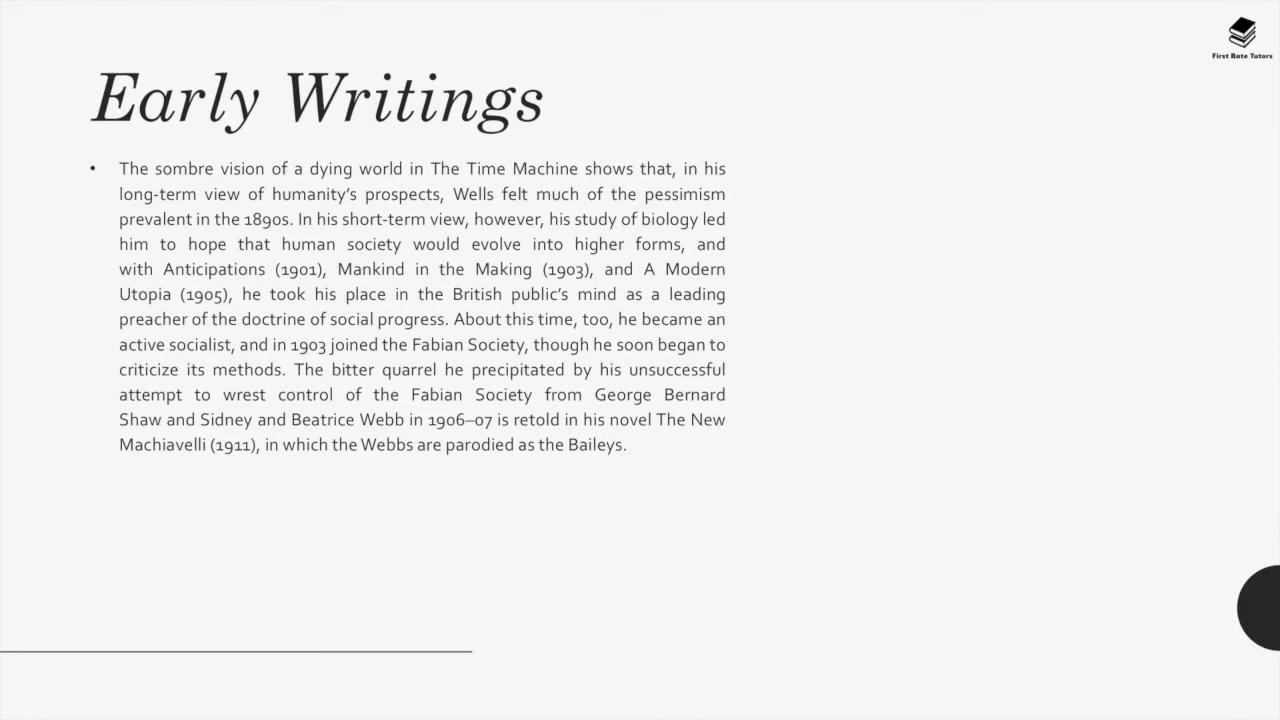 First Rate Tutors
Early Writings
• The sombre vision of a dying world in The Time Machine shows that, in his
long-term view of humanity’s prospects, Wells felt much of the pessimism
prevalent in the 1890s. In his short-term view, however, his study of biology led
him to hope that human society would evolve into higher forms, and
with Anticipations (1901), Mankind in the Making (1903), and A Modern
Utopia (1905), he took his place in the British public’s mind as a leading
preacher of the doctrine of social progress. About this time, too, he became an
active socialist, and in 1903 joined the Fabian Society, though he soon began to
criticize its methods. The bitter quarrel he precipitated by his unsuccessful
attempt to wrest control of the Fabian Society from George Bernard
Shaw and Sidney and Beatrice Webb in 1906–07 is retold in his novel The New
Machiavelli (1911), in which the Webbs are parodied as the Baileys.